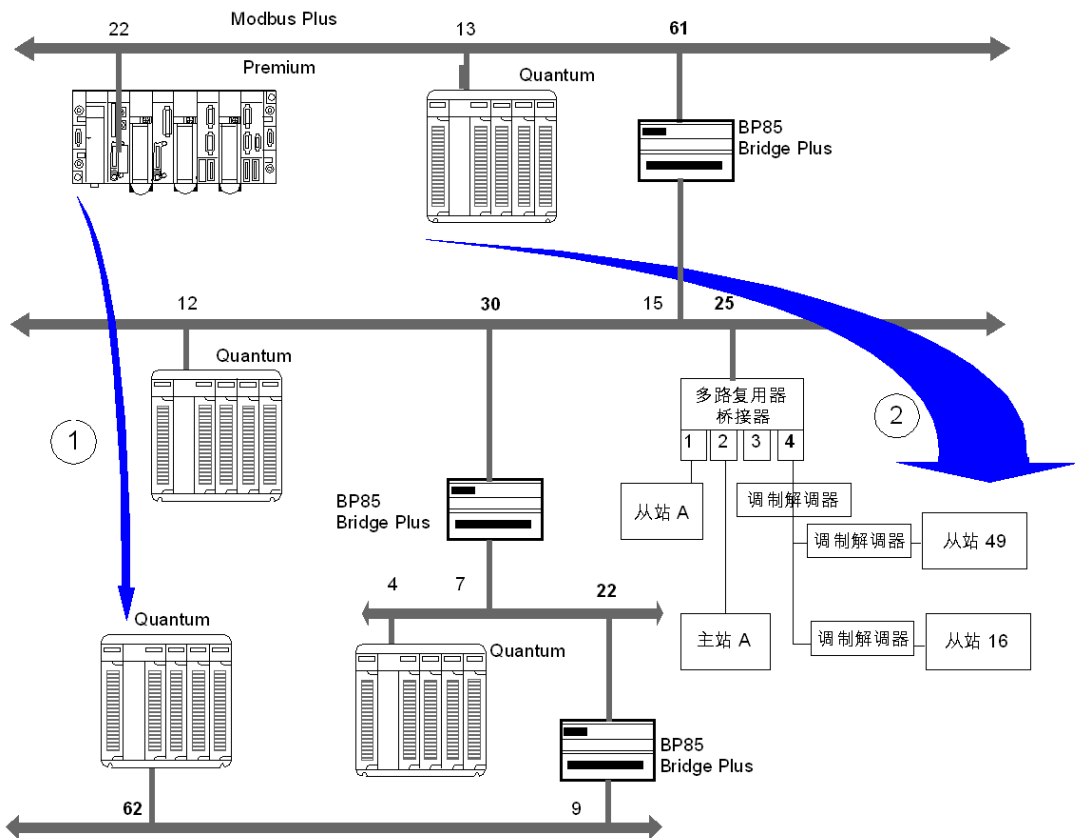 22
Modbus Plus
13
61
Premium
Quantum
BP85
Bridge Plus
12
30
15
25
Quantum
多路复用器
桥接器
1 2 3 4
1
2
BP85
Bridge Plus
从站 A
调制解调器
调制解调器
从站 49
4
7
22
Quantum
Quantum
主站 A
调制解调器
从站 16
BP85
Bridge Plus
62
9